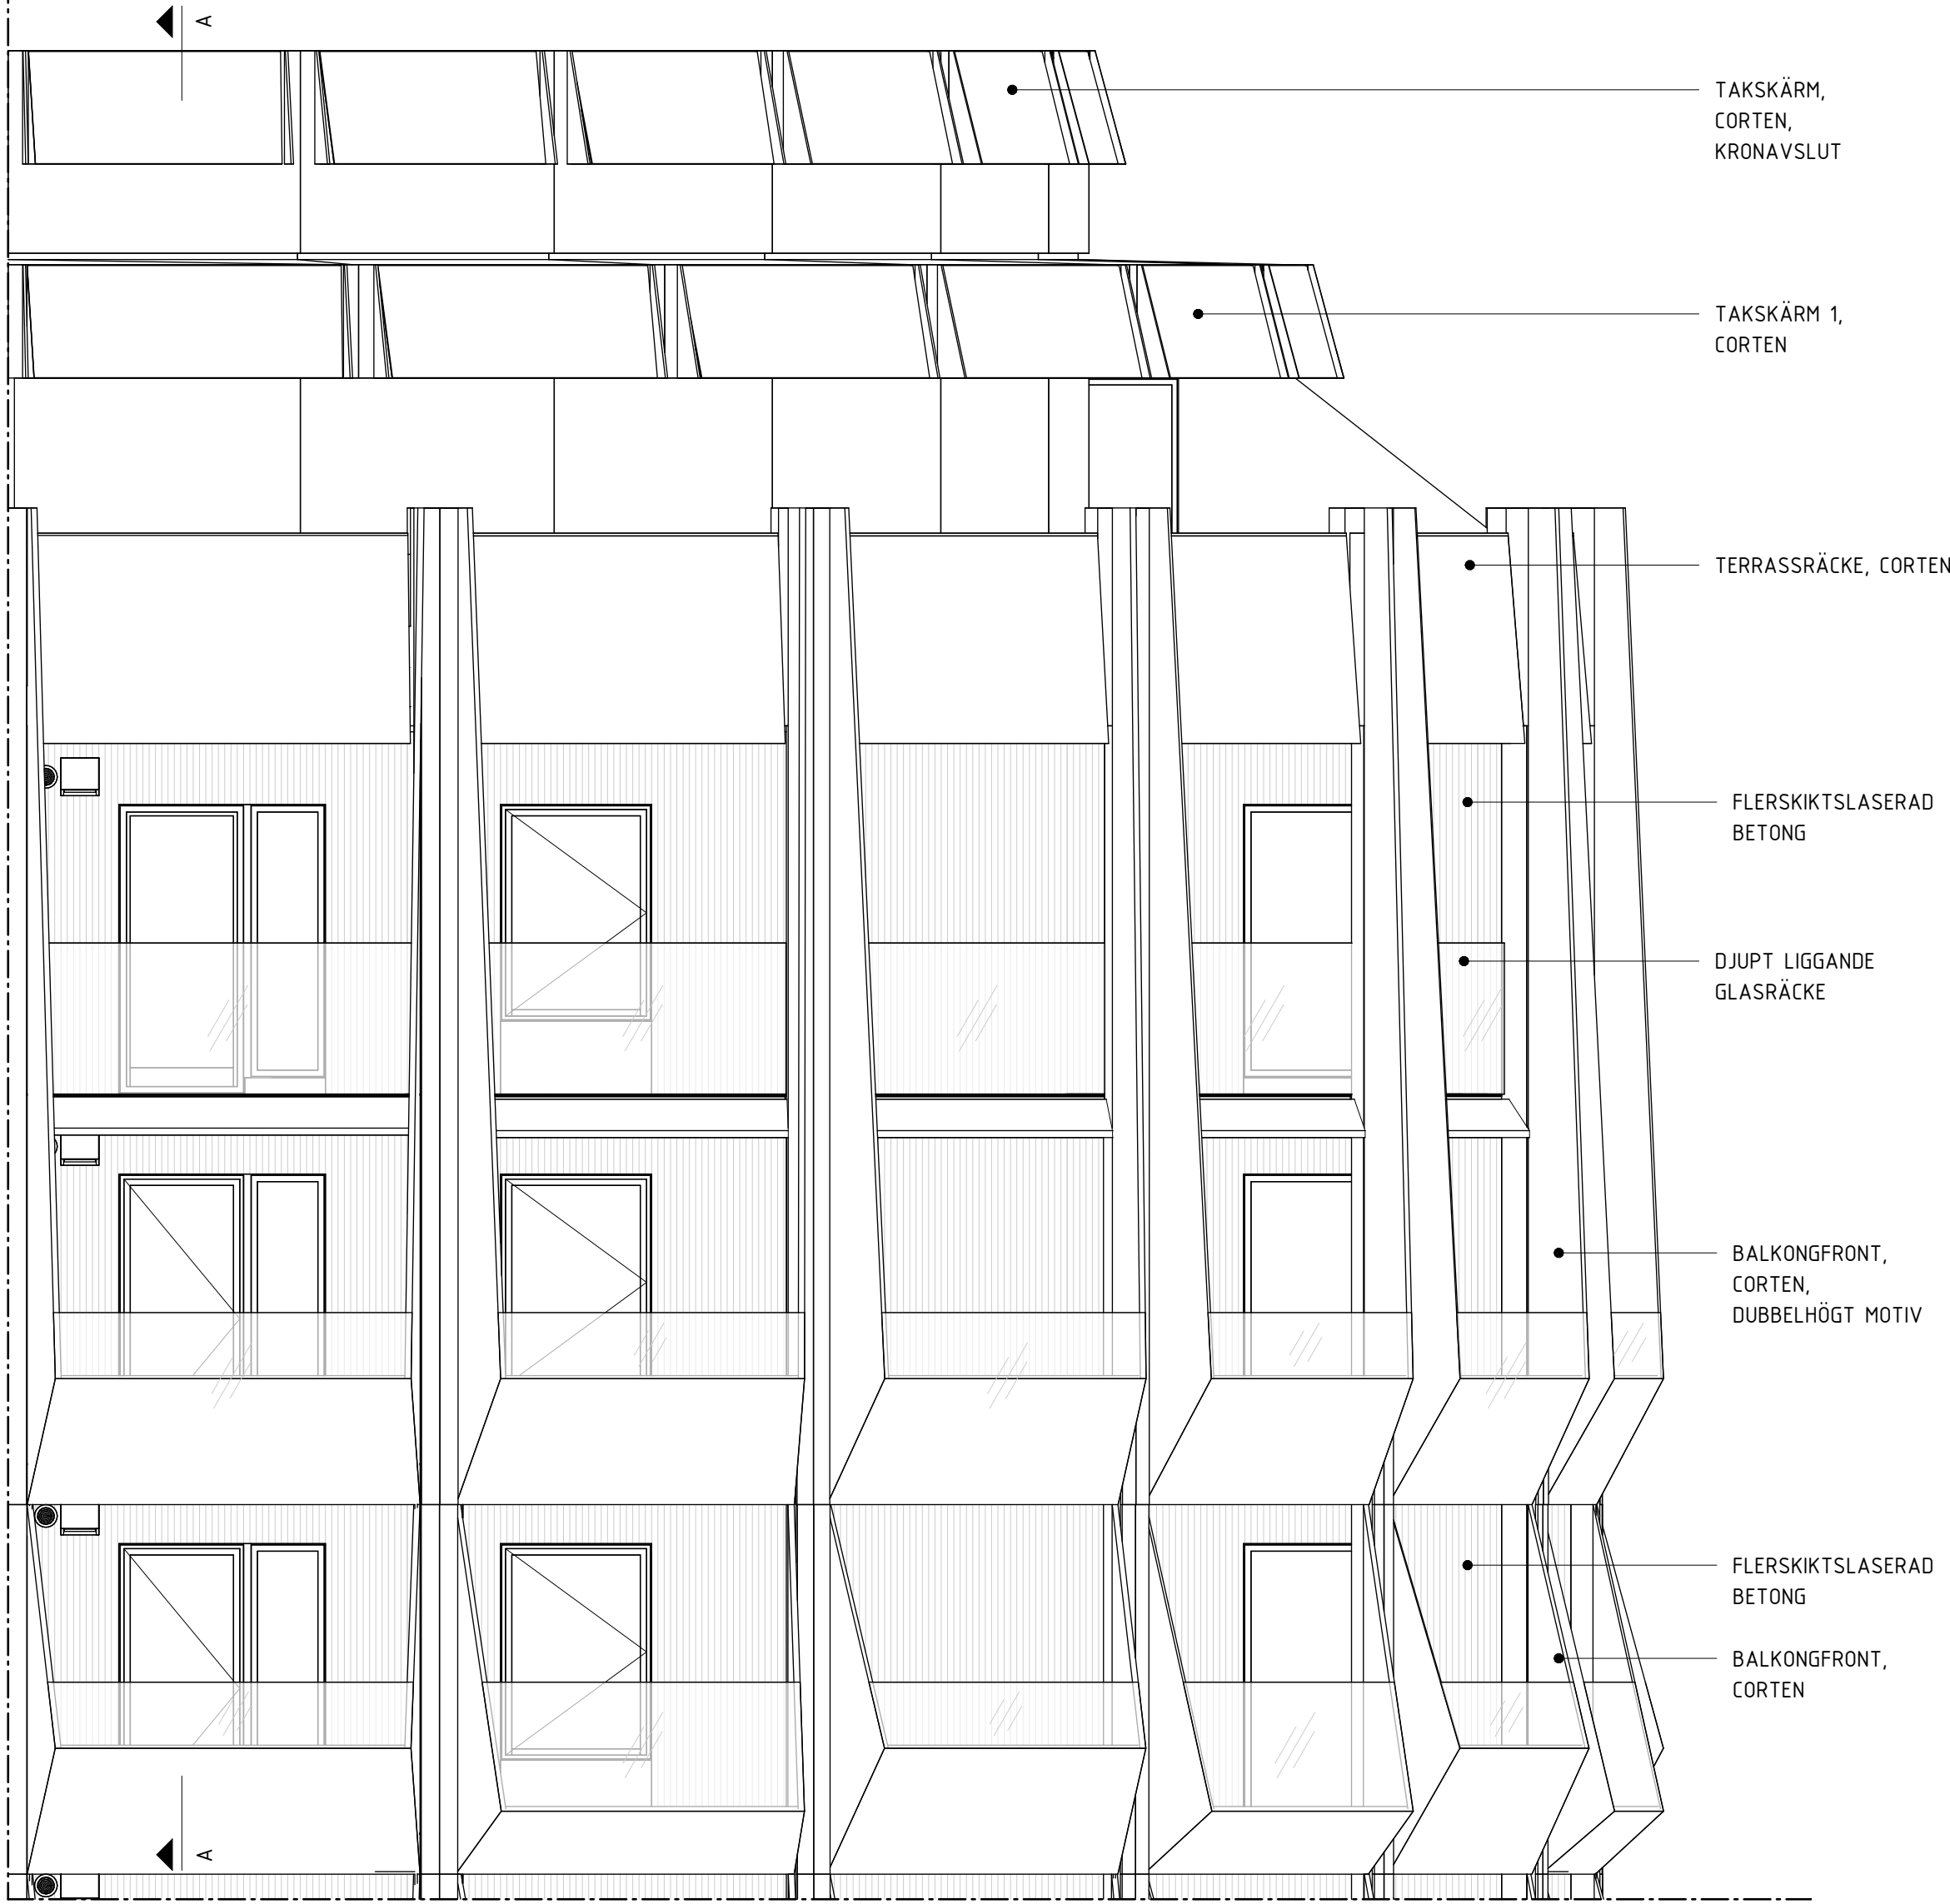 A
TAKSKÄRM,
CORTEN,
KRONAVSLUT
TAKSKÄRM 1,
CORTEN
TERRASSRÄCKE, CORTEN
FLERSKIKTSLASERAD
BETONG
DJUPT LIGGANDE
GLASRÄCKE
BALKONGFRONT,
CORTEN,
DUBBELHÖGT MOTIV
FLERSKIKTSLASERAD
BETONG
BALKONGFRONT,
CORTEN
A